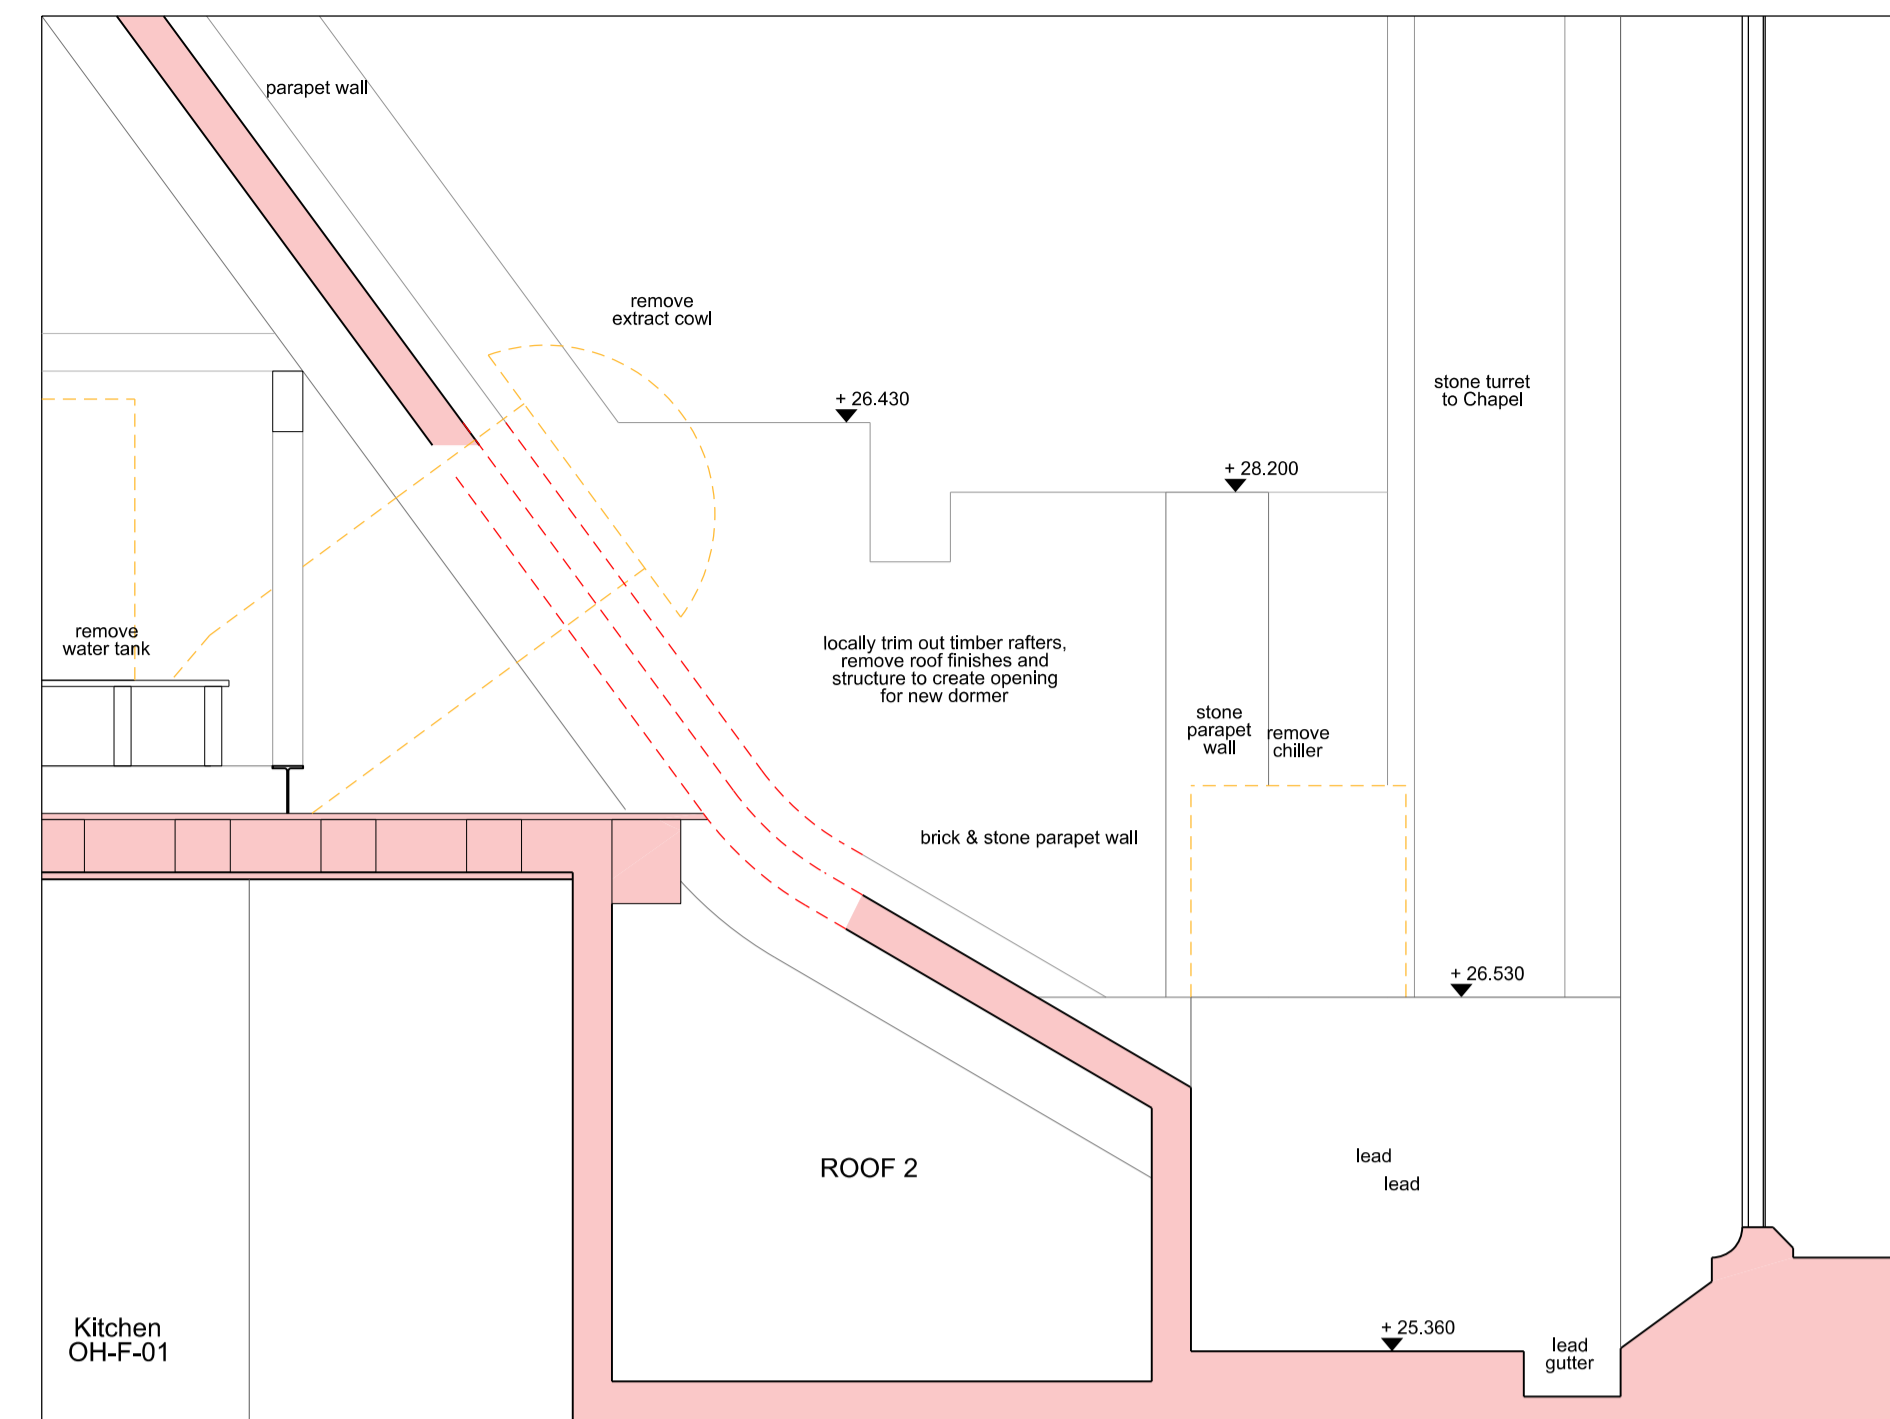 parapet wall
remove
extract cowl
+ 26.430
stone turret
to Chapel
+ 28.200
remove
water tank
locally trim out timber rafters,
remove roof finishes and
structure to create opening
for new dormer
stone
parapet
wall
remove
chiller
brick & stone parapet wall
+ 26.530
ROOF 2
lead
lead
Kitchen
OH-F-01
+ 25.360
lead
gutter